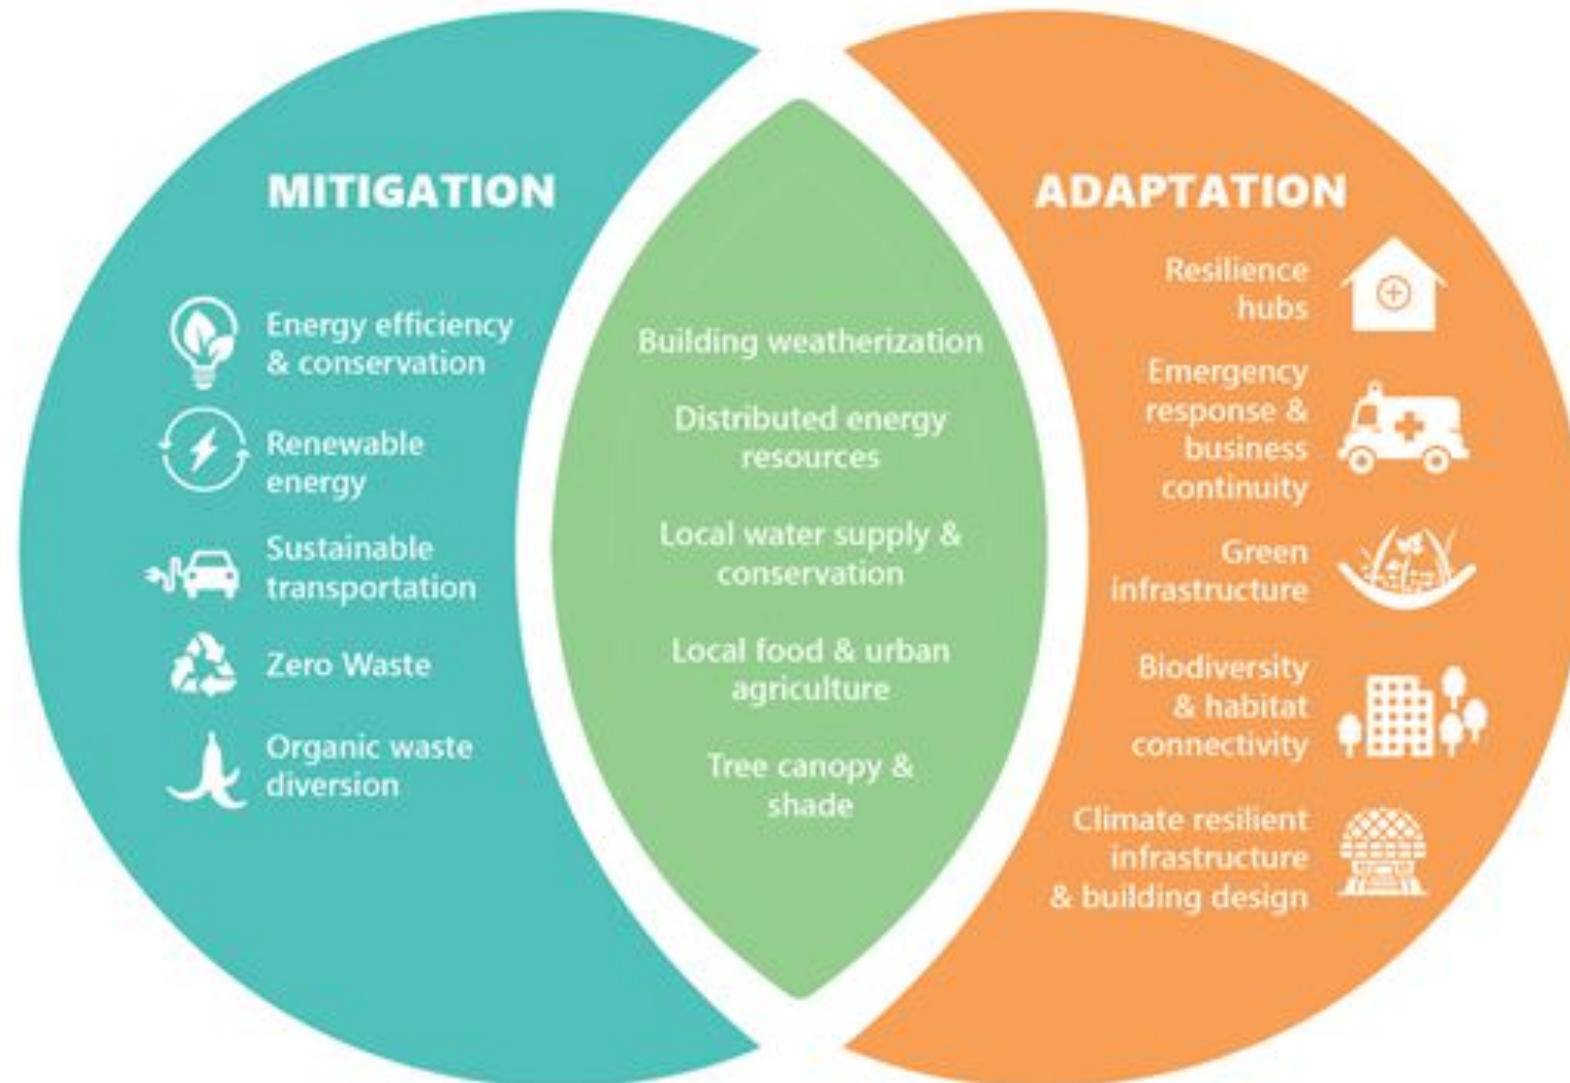 MITIGATION
Energy efficiency
& conservation
Renewable
energy
Sustainable
transportation
Zero Waste
Organic waste
diversion
Building weatherization
Distributed energy
resources
Local water supply &
conservation
Local food & urban
agriculture
Tree canopy &
shade
ADAPTATION
Resilience
hubs
Emergency
response &
business
continuity
Green
infrastructure
Biodiversity
& habitat
connectivity
Climate resilient
infrastructure
& building design